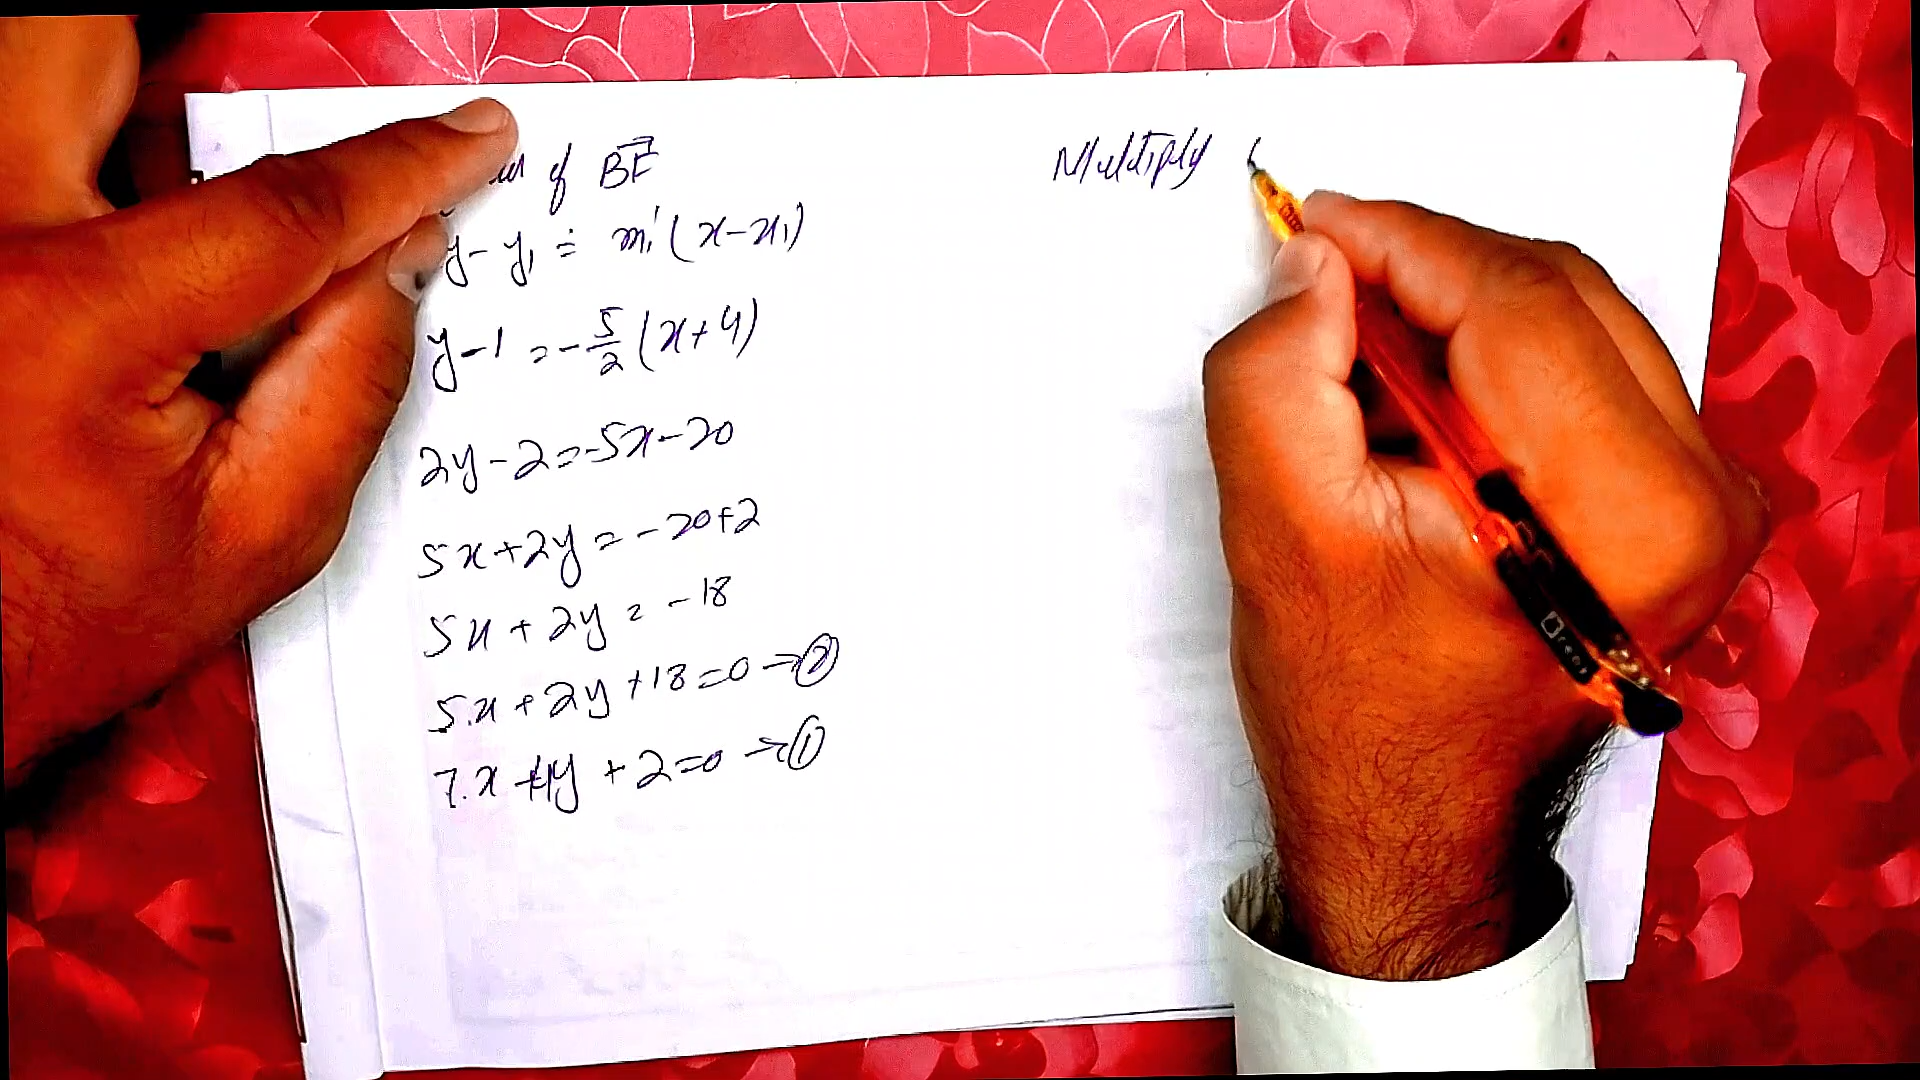 of BF
y - y₁ = m₁'(x - x₁)
y - 1 = -5/2 (x + 4)
2y - 2 = -5x - 20
5x + 2y = -20 + 2
5x + 2y = -18
5x + 2y + 18 = 0 → ②
7x + 4y + 2 = 0 → ①
Multiply